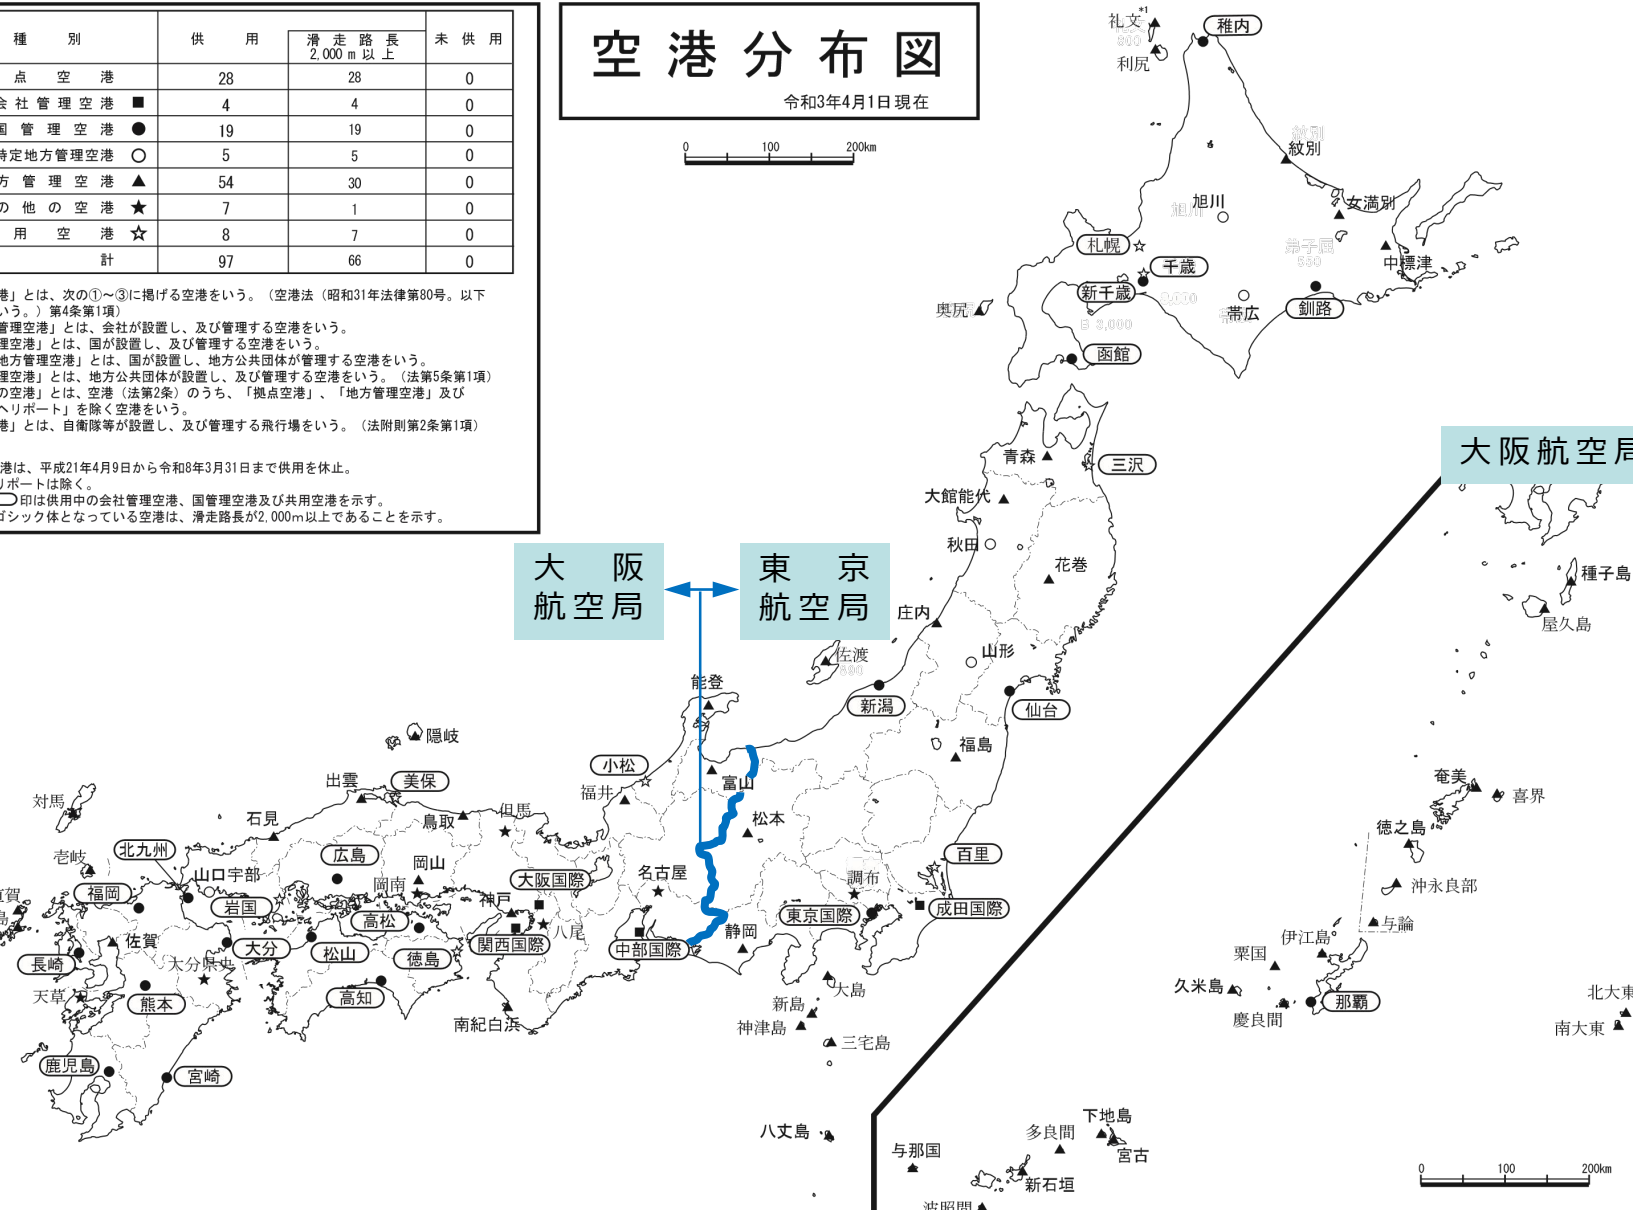 種 別 供 用 滑走路長 2,000m以上 未供用
点 空 港 28 28 0
会社管理空港 ■ 4 4 0
国管理空港 ● 19 19 0
特定地方管理空港 ○ 5 5 0
方管理空港 ▲ 54 30 0
の他の空港 ★ 7 1 0
用 空 港 ☆ 8 7 0
計 97 66 0
港」とは、次の①～③に掲げる空港をいう。（空港法（昭和31年法律第80号。以下
いう。）第4条第1項）
管理空港」とは、会社が設置し、及び管理する空港をいう。
理空港」とは、国が設置し、及び管理する空港をいう。
地方管理空港」とは、国が設置し、地方公共団体が管理する空港をいう。
理空港」とは、地方公共団体が設置し、及び管理する空港をいう。（法第5条第1項）
の空港」とは、空港（法第2条）のうち、「拠点空港」、「地方管理空港」及び
ヘリポート」を除く空港をいう。
港」とは、自衛隊等が設置し、及び管理する飛行場をいう。（法附則第2条第1項）
港は、平成21年4月9日から令和8年3月31日まで供用を休止。
リポートは除く。
印は供用中の会社管理空港、国管理空港及び共用空港を示す。
ゴシック体となっている空港は、滑走路長が2,000m以上であることを示す。
空港分布図
令和3年4月1日現在
0 100 200km
礼文*1
利尻
稚内
紋別
紋別
旭川
旭川
女満別
弟子屈
550
中標津
札幌
千歳
新千歳
B 3,000
帯広
釧路
奥尻
函館
青森
三沢
大館能代
秋田
花巻
大阪航空局
東京航空局
大阪航空局
庄内
山形
佐渡
890
新潟
仙台
能登
福島
隠岐
小松
富山
福井
松本
出雲
美保
鳥取
但馬
石見
対馬
北九州
壱岐
山口宇部
広島
岡山
岡南
福岡
岩国
高松
神戸
大阪国際
名古屋
百里
調布
東京国際
成田国際
佐賀
大分
松山
徳島
関西国際
八尾
中部国際
静岡
長崎
大分県央
天草
熊本
高知
南紀白浜
大島
新島
神津島
三宅島
鹿児島
宮崎
八丈島
種子島
屋久島
奄美
喜界
徳之島
沖永良部
与論
伊江島
粟国
久米島
慶良間
那覇
北大東
南大東
下地島
多良間
宮古
与那国
新石垣
波照間
0 100 200km